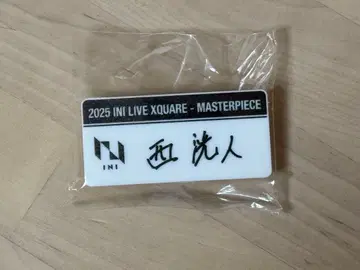 2025 INI LIVE XQUARE - MASTERPIECE
西 洸人
INI